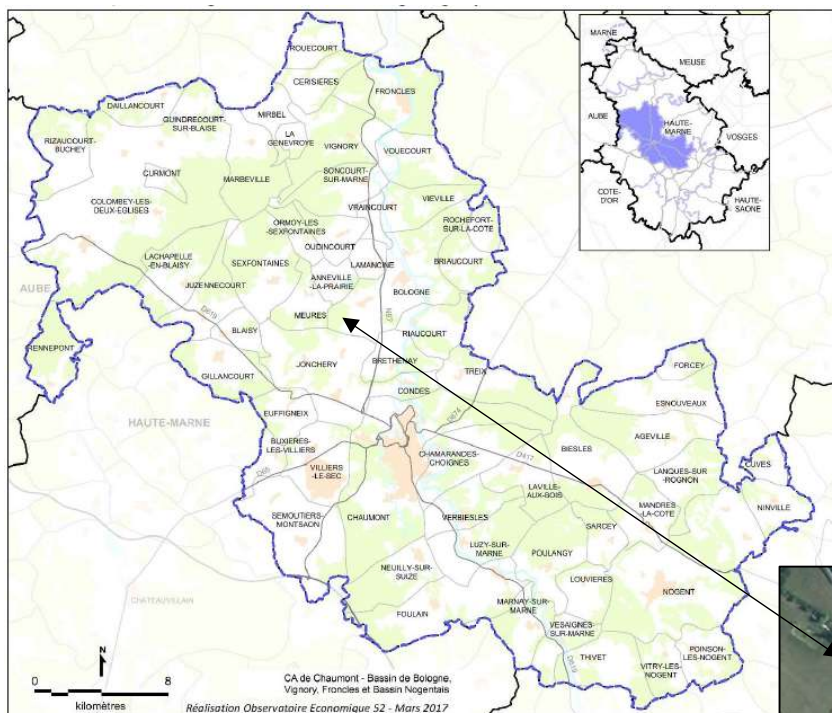 ROUECOURT
CERISIERES
FRONCLES
DAILLANCOURT
GUINDRECOURT
-SUR-BLAISE
MIRBEL
LA
GENEVROYE
VIGNORY
VOUECOURT
RIZAUCOURT-
BUCHEY
CURMONT
MARBEVILLE
SONCOURT
-SUR-MARNE
VIEVILLE
COLOMBEY-LES
-DEUX-EGLISES
VRAINCOURT
ORMOY-LES
-SEXFONTAINES
ROCHEFORT
-SUR-LA-COTE
OUDINCOURT
LACHAPELLE
-EN-BLAISY
SEXFONTAINES
LAMANCINE
BRIAUCOURT
ANNEVILLE
-LA-PRAIRIE
JUZENNECOURT
BOLOGNE
AUBE
MEURES
N67
D619
BLAISY
RIAUCOURT
RENNEPONT
JONCHERY
BRETHENAY
TREIX
GILLANCOURT
CONDES
FORCEY
HAUTE-MARNE
EUFFIGNEIX
D674
ESNOUVEAUX
BUXIERES-
LES-VILLIERS
CHAMARANDES
-CHOIGNES
D417
BIESLES
AGEVILLE
D65
VILLIERS
-LE-SEC
LANQUES-SUR
-ROGNON
CUVES
LAVILLE
-AUX-BOIS
MANDRES
-LA-COTE
NINVILLE
SEMOUTIERS-
MONTSAON
CHAUMONT
VERBIESLES
SARCEY
LUZY-SUR
-MARNE
POULANGY
NEUILLY-SUR
-SUIZE
LOUVIERES
NOGENT
CHATEAUVILLAIN
FOULAIN
MARNAY-SUR
-MARNE
VESAIGNES
-SUR-MARNE
D619
THIVET
VITRY-LES
-NOGENT
POINSON
-LES-NOGENT
N
0 8
kilomètres
CA de Chaumont - Bassin de Bologne,
Vignory, Froncles et Bassin Nogentais
Réalisation Observatoire Economique 52 - Mars 2017
MARNE
MEUSE
AUBE
HAUTE-
MARNE
VOSGES
COTE-
D'OR
HAUTE-
SAONE